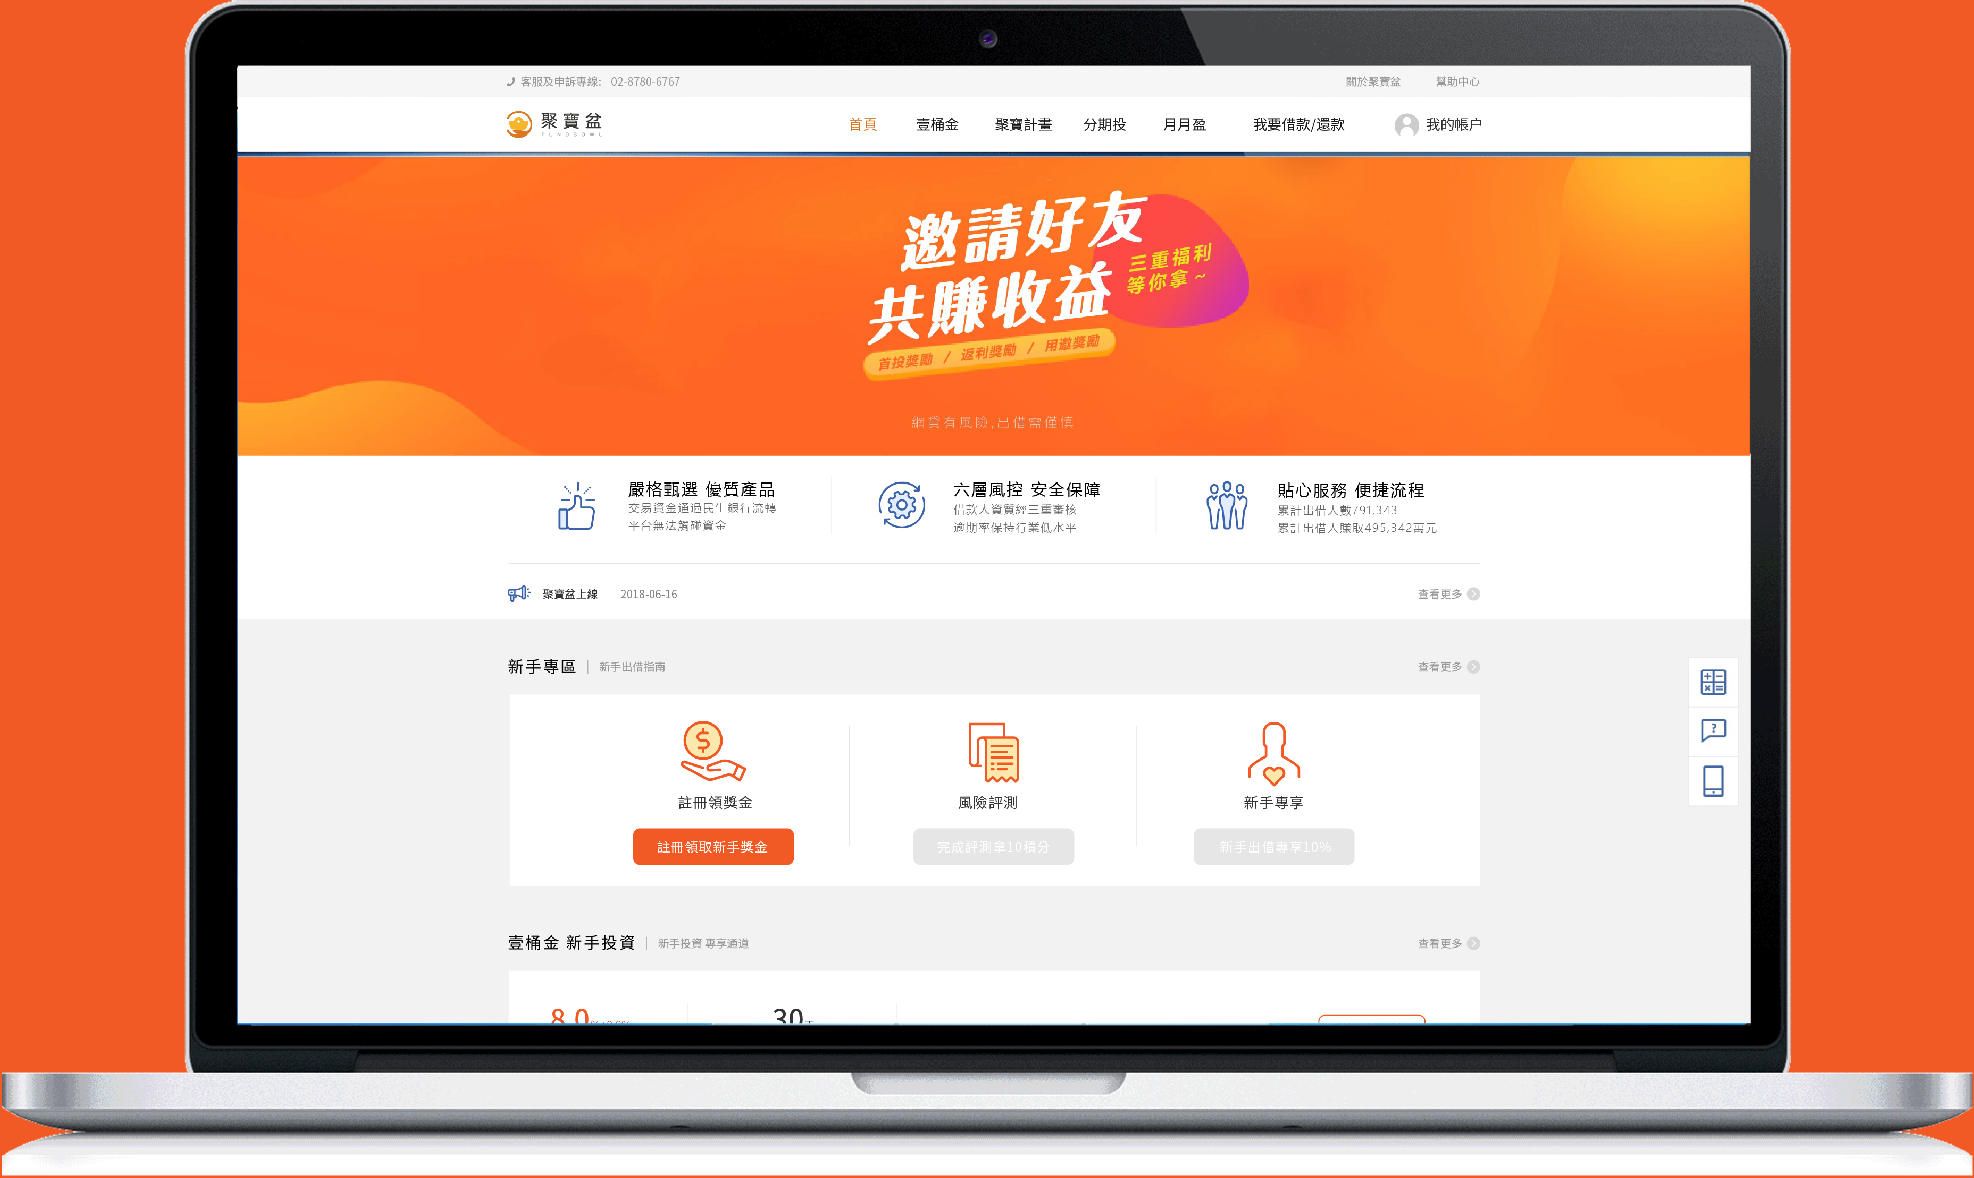 客服及申訴專線: 02-8780-6767
關於聚寶盆 幫助中心
聚寶盆
FUNDBOWL
首頁 壹桶金 聚寶計畫 分期投 月月盈 我要借款/還款 我的帳户
邀請好友
共賺收益
三重福利
等你拿~
首投獎勵 / 返利獎勵 / 用邀獎勵
網貸有風險,出借需僅慎
嚴格甄選 優質產品
交易資金通過民生銀行流轉
平台無法觸碰資金
六層風控 安全保障
借款人資質經三重審核
逾期率保持行業低水平
貼心服務 便捷流程
累計出借人數791,343
累計出借人賺取495,342萬元
聚寶盆上線 2018-06-16
查看更多
新手專區 | 新手出借指南
查看更多
註冊領獎金
註冊領取新手獎金
風險評測
完成評測拿10積分
新手專享
新手出借專享10%
壹桶金 新手投資 | 新手投資 專享通道
查看更多
8.0
30